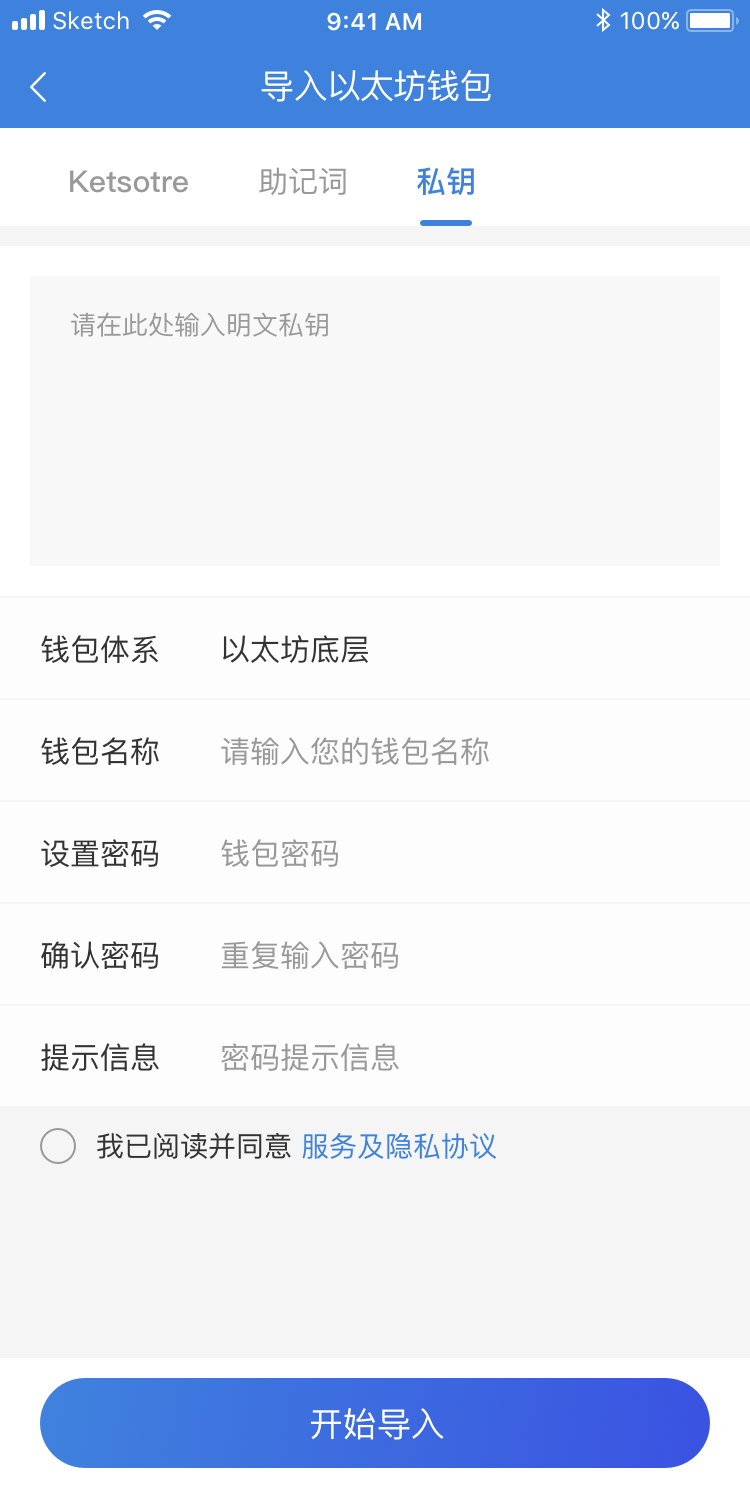 Sketch 9:41 AM 100%
导入以太坊钱包
Ketsotre 助记词 私钥
请在此处输入明文私钥
钱包体系 以太坊底层
钱包名称 请输入您的钱包名称
设置密码 钱包密码
确认密码 重复输入密码
提示信息 密码提示信息
我已阅读并同意 服务及隐私协议
开始导入